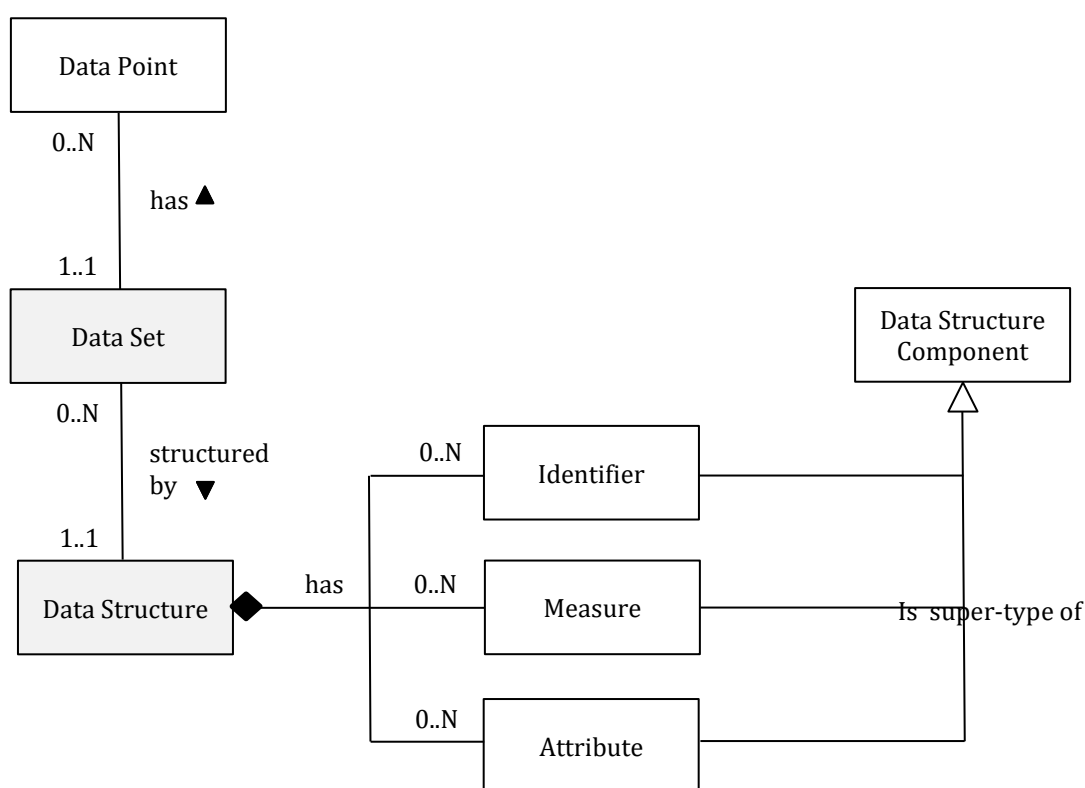 Data Point
0..N
has
1..1
Data Set
Data Structure
Component
0..N
structured
by
0..N
Identifier
1..1
Data Structure
has
0..N
Measure
Is super-type of
0..N
Attribute